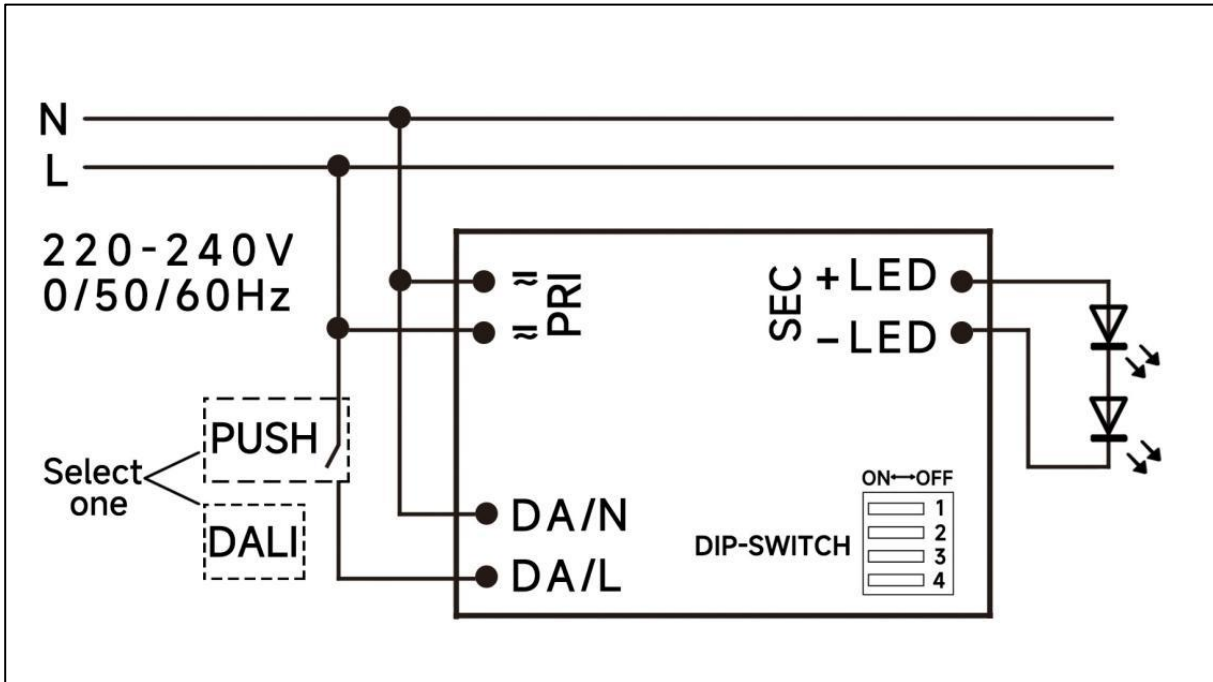 N
L
220-240V
0/50/60Hz
PUSH
Select
one
DALI
≂ PRI
≂
SEC
+LED
-LED
DA/N
DA/L
DIP-SWITCH
ON↔OFF
1
2
3
4